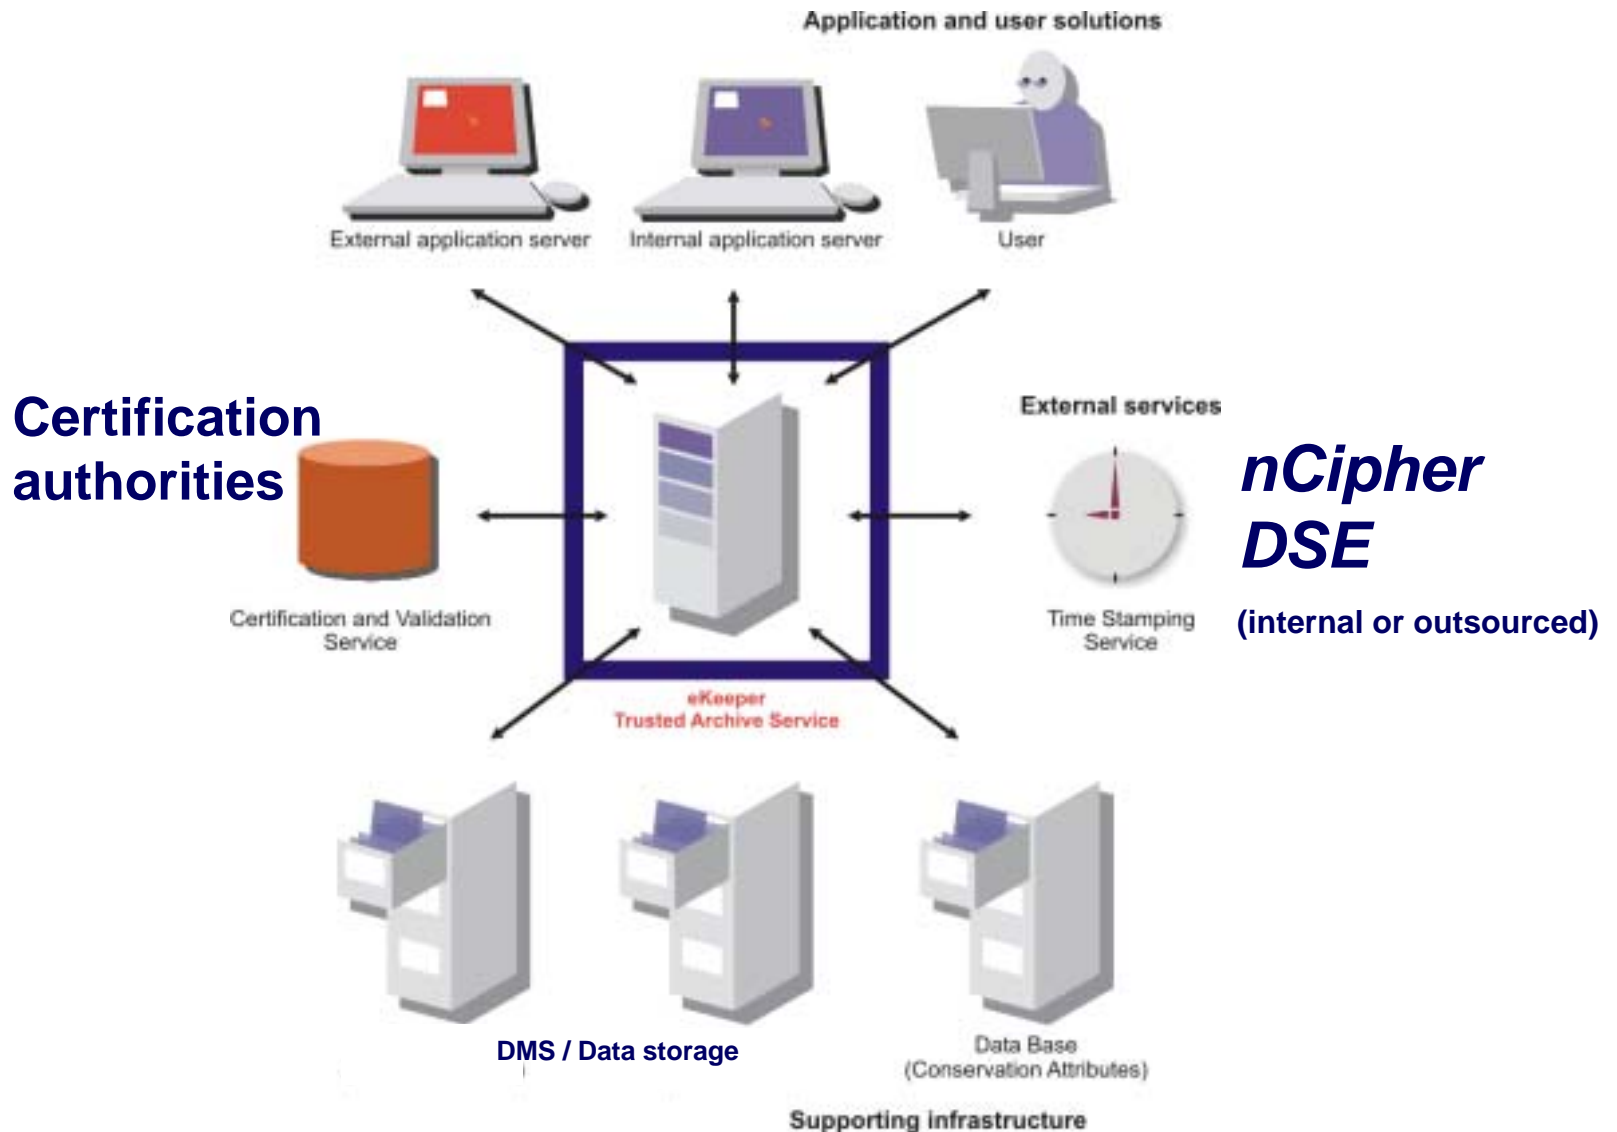 Application and user solutions
External application server
Internal application server
User
Certification
authorities
External services
nCipher
DSE
(internal or outsourced)
Certification and Validation
Service
Time Stamping
Service
eKeeper
Trusted Archive Service
DMS / Data storage
Data Base
(Conservation Attributes)
Supporting infrastructure